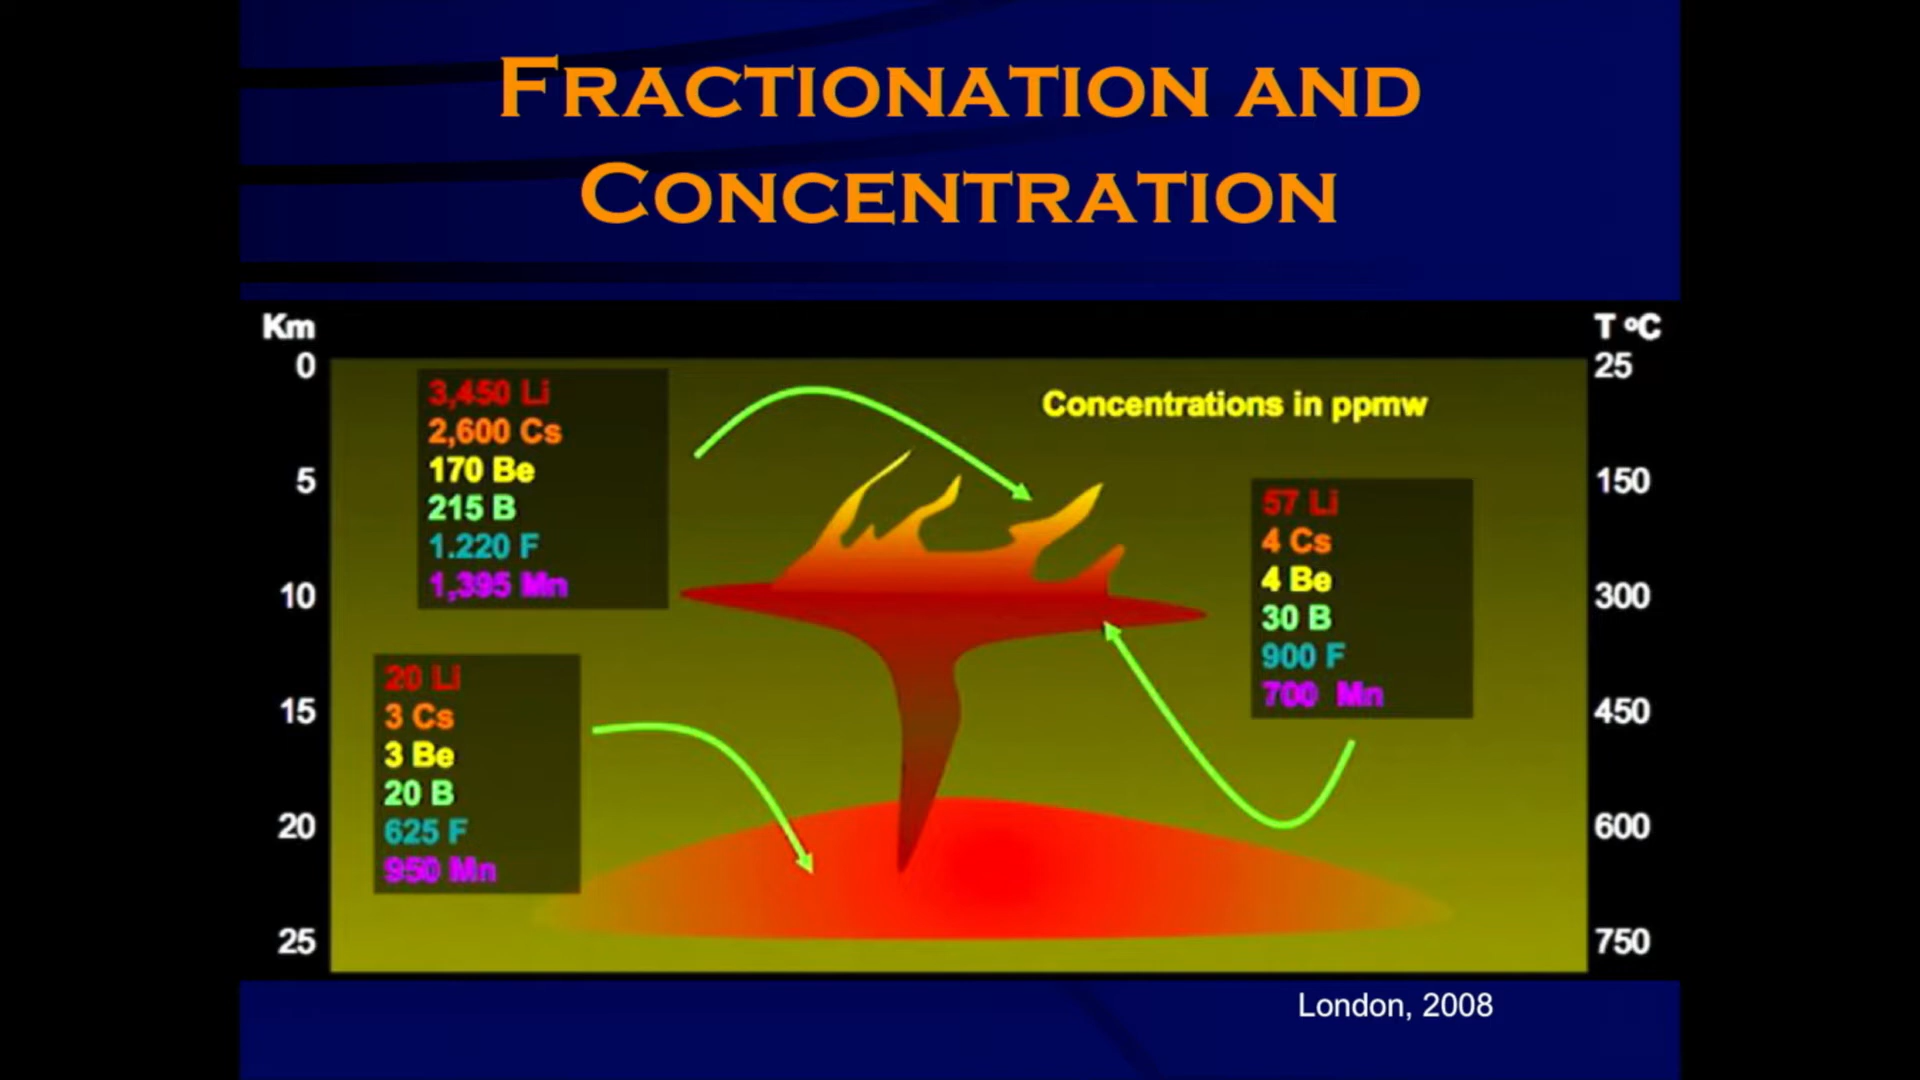 FRACTIONATION AND
CONCENTRATION
Km
T °C
0
5
10
15
20
25
25
150
300
450
600
750
3,450 Li
2,600 Cs
170 Be
215 B
1.220 F
1,395 Mn
Concentrations in ppmw
57 Li
4 Cs
4 Be
30 B
900 F
700 Mn
20 Li
3 Cs
3 Be
20 B
625 F
950 Mn
London, 2008